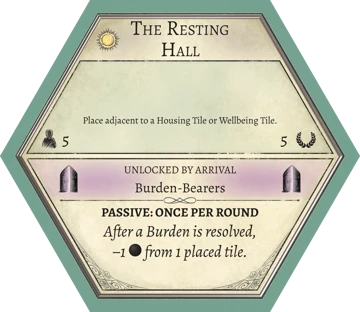 The Resting
Hall
Place adjacent to a Housing Tile or Wellbeing Tile.
5 5
UNLOCKED BY ARRIVAL
Burden-Bearers
PASSIVE: ONCE PER ROUND
After a Burden is resolved,
–1 from 1 placed tile.